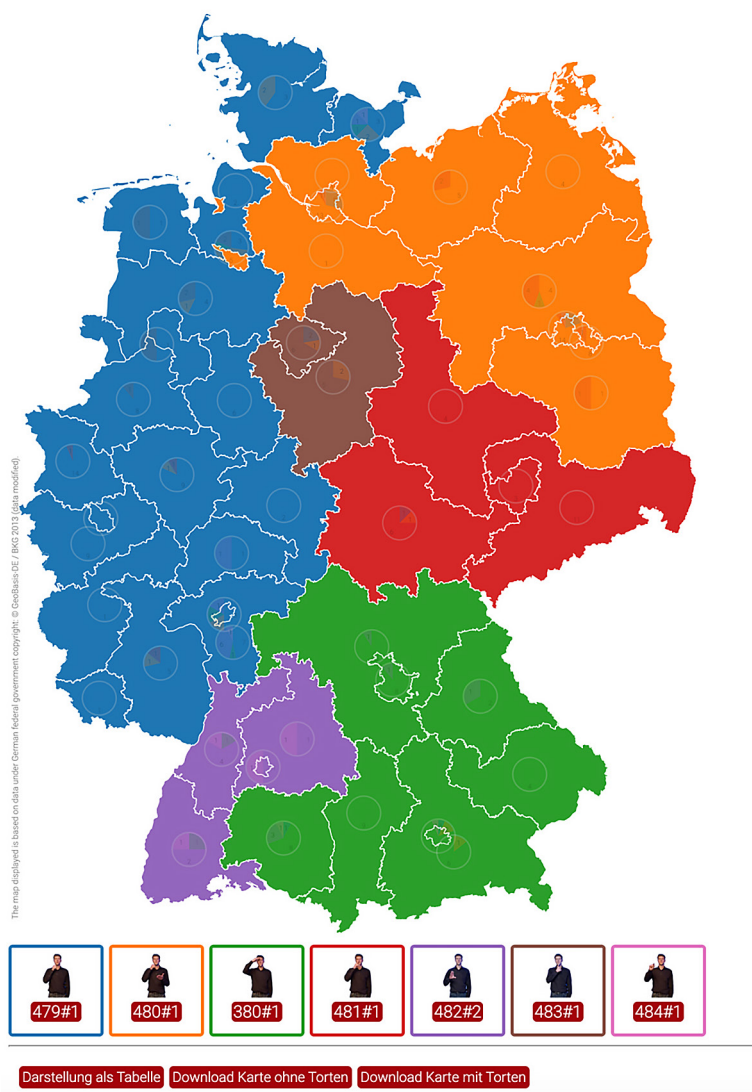 The map displayed is based on data under German federal government copyright: © GeoBasis-DE / BKG 2013 (data modified).
479#1 480#1 380#1 481#1 482#2 483#1 484#1
Darstellung als Tabelle Download Karte ohne Torten Download Karte mit Torten